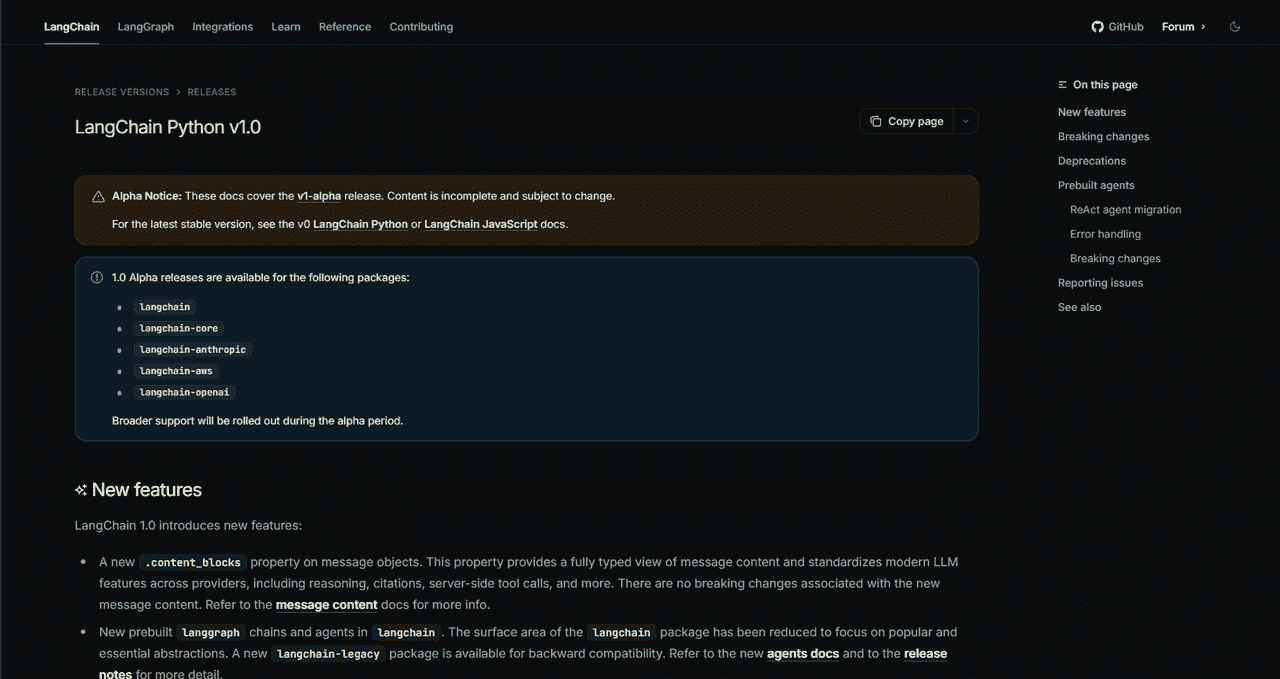 LangChain LangGraph Integrations Learn Reference Contributing GitHub Forum
RELEASE VERSIONS > RELEASES
LangChain Python v1.0
Copy page
Alpha Notice: These docs cover the v1-alpha release. Content is incomplete and subject to change.
For the latest stable version, see the v0 LangChain Python or LangChain JavaScript docs.
1.0 Alpha releases are available for the following packages:
langchain
langchain-core
langchain-anthropic
langchain-aws
langchain-openai
Broader support will be rolled out during the alpha period.
New features
LangChain 1.0 introduces new features:
A new .content_blocks property on message objects. This property provides a fully typed view of message content and standardizes modern LLM
features across providers, including reasoning, citations, server-side tool calls, and more. There are no breaking changes associated with the new
message content. Refer to the message content docs for more info.
New prebuilt langgraph chains and agents in langchain. The surface area of the langchain package has been reduced to focus on popular and
essential abstractions. A new langchain-legacy package is available for backward compatibility. Refer to the new agents docs and to the release
notes for more detail.
On this page
New features
Breaking changes
Deprecations
Prebuilt agents
ReAct agent migration
Error handling
Breaking changes
Reporting issues
See also